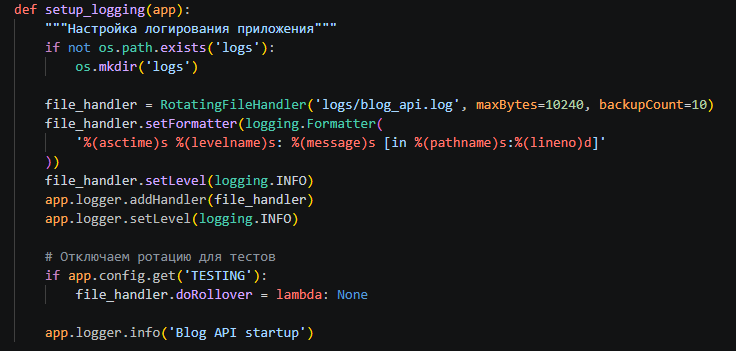 def setup_logging(app):
    """Настройка логирования приложения"""
    if not os.path.exists('logs'):
        os.mkdir('logs')

    file_handler = RotatingFileHandler('logs/blog_api.log', maxBytes=10240, backupCount=10)
    file_handler.setFormatter(logging.Formatter(
        '%(asctime)s %(levelname)s: %(message)s [in %(pathname)s:%(lineno)d]'
    ))
    file_handler.setLevel(logging.INFO)
    app.logger.addHandler(file_handler)
    app.logger.setLevel(logging.INFO)

    # Отключаем ротацию для тестов
    if app.config.get('TESTING'):
        file_handler.doRollover = lambda: None

    app.logger.info('Blog API startup')